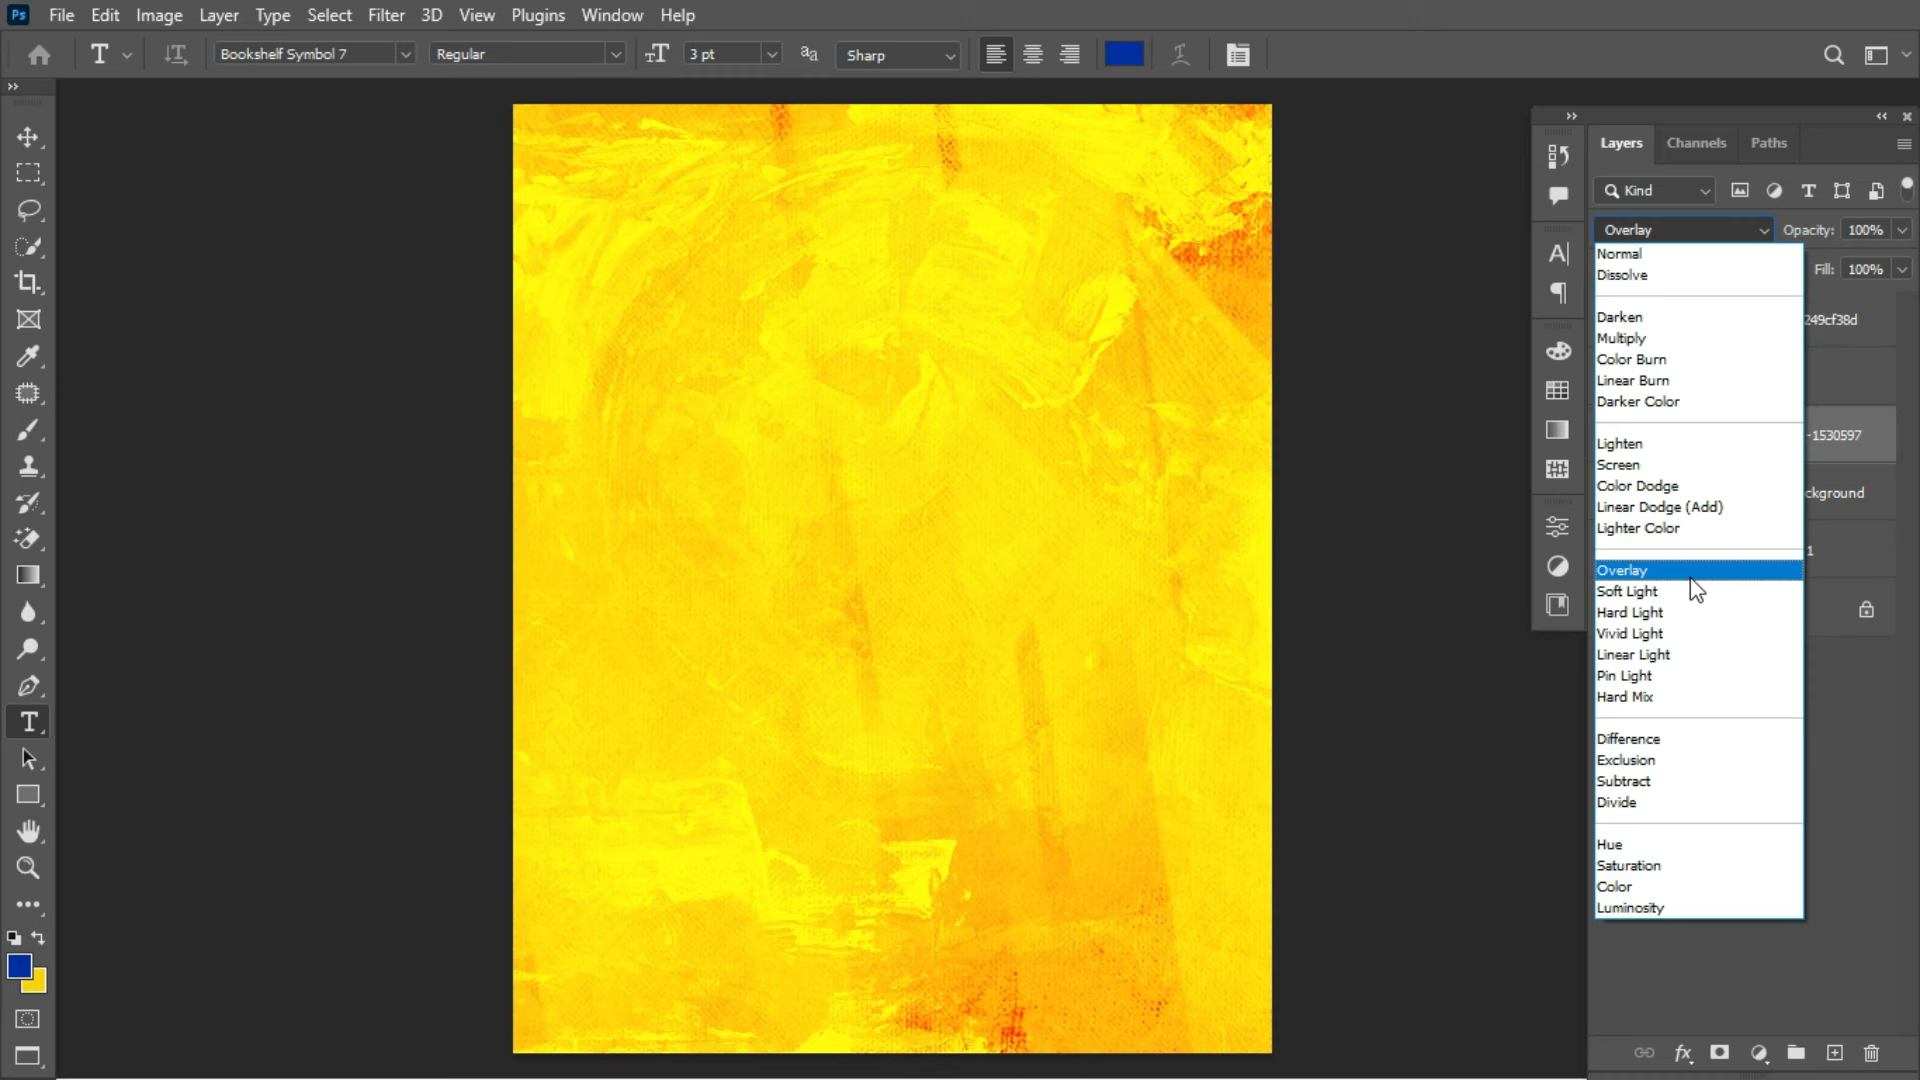 Ps File Edit Image Layer Type Select Filter 3D View Plugins Window Help
T Bookshelf Symbol 7 Regular 3 pt aa Sharp
Layers Channels Paths
Kind
Overlay Opacity: 100%
Normal
Fill: 100%
Dissolve
Darken
249cf38d
Multiply
Color Burn
Linear Burn
Darker Color
Lighten
-1530597
Screen
Color Dodge
ckground
Linear Dodge (Add)
Lighter Color
1
Overlay
Soft Light
Hard Light
Vivid Light
Linear Light
Pin Light
Hard Mix
Difference
Exclusion
Subtract
Divide
Hue
Saturation
Color
Luminosity
fx